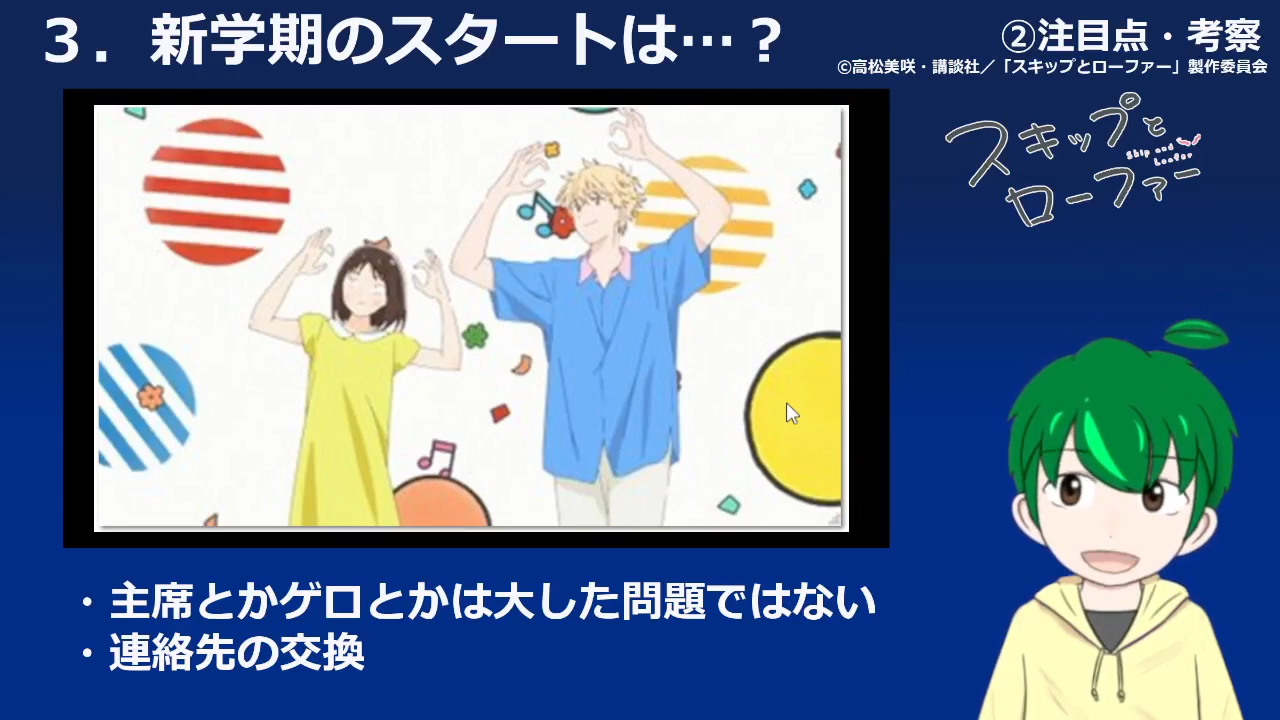 ３．新学期のスタートは…？
②注目点・考察
©高松美咲・講談社／「スキップとローファー」製作委員会
スキップと
Skip and
Loafer
ローファー
・主席とかゲロとかは大した問題ではない
・連絡先の交換